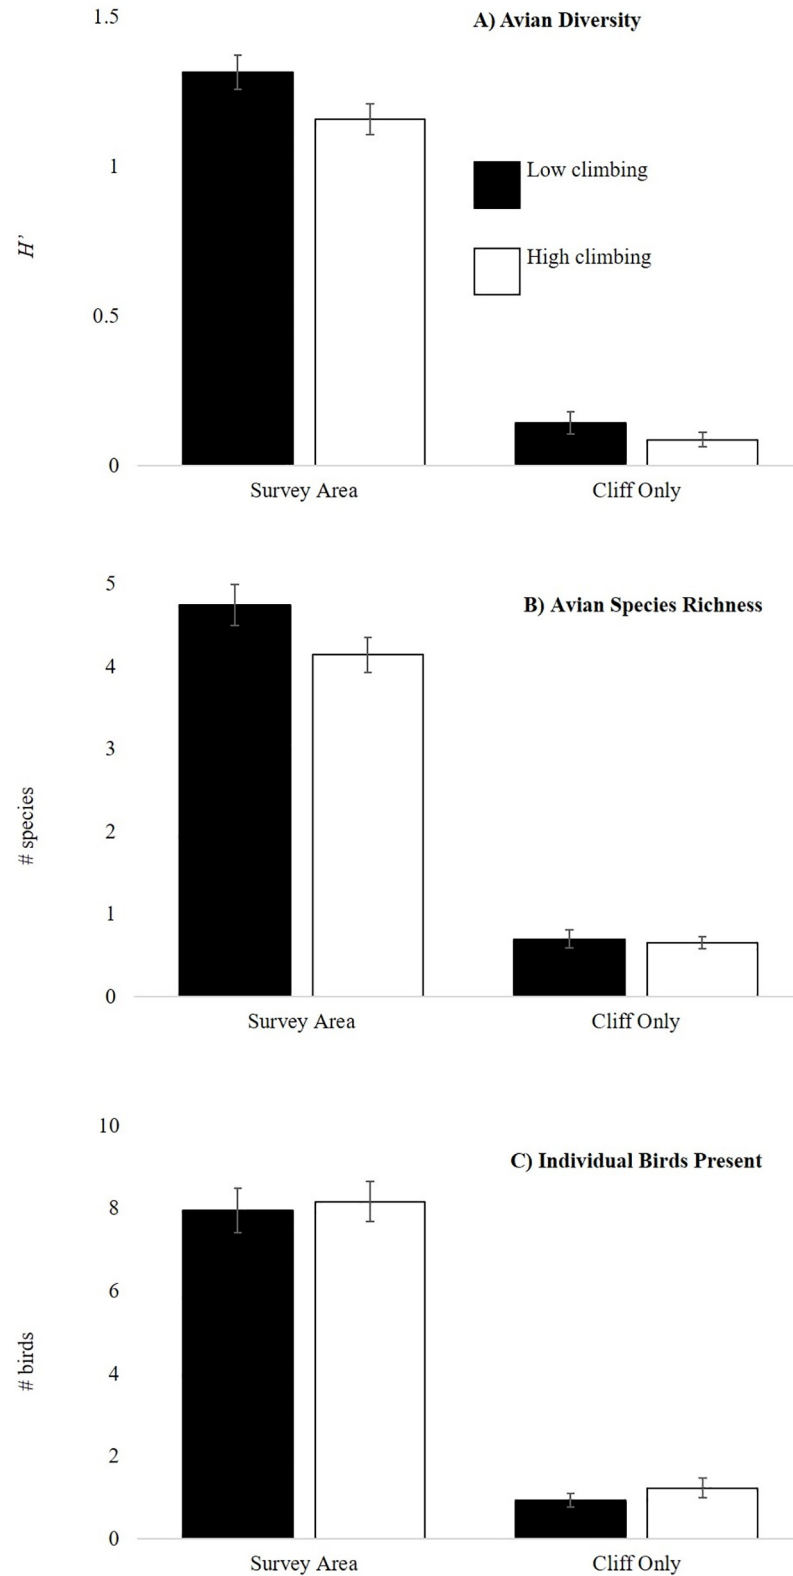 1.5
A) Avian Diversity
1
Low climbing
H’
High climbing
0.5
0
Survey Area
Cliff Only
5
B) Avian Species Richness
4
3
# species
2
1
0
Survey Area
Cliff Only
10
C) Individual Birds Present
8
6
# birds
4
2
0
Survey Area
Cliff Only